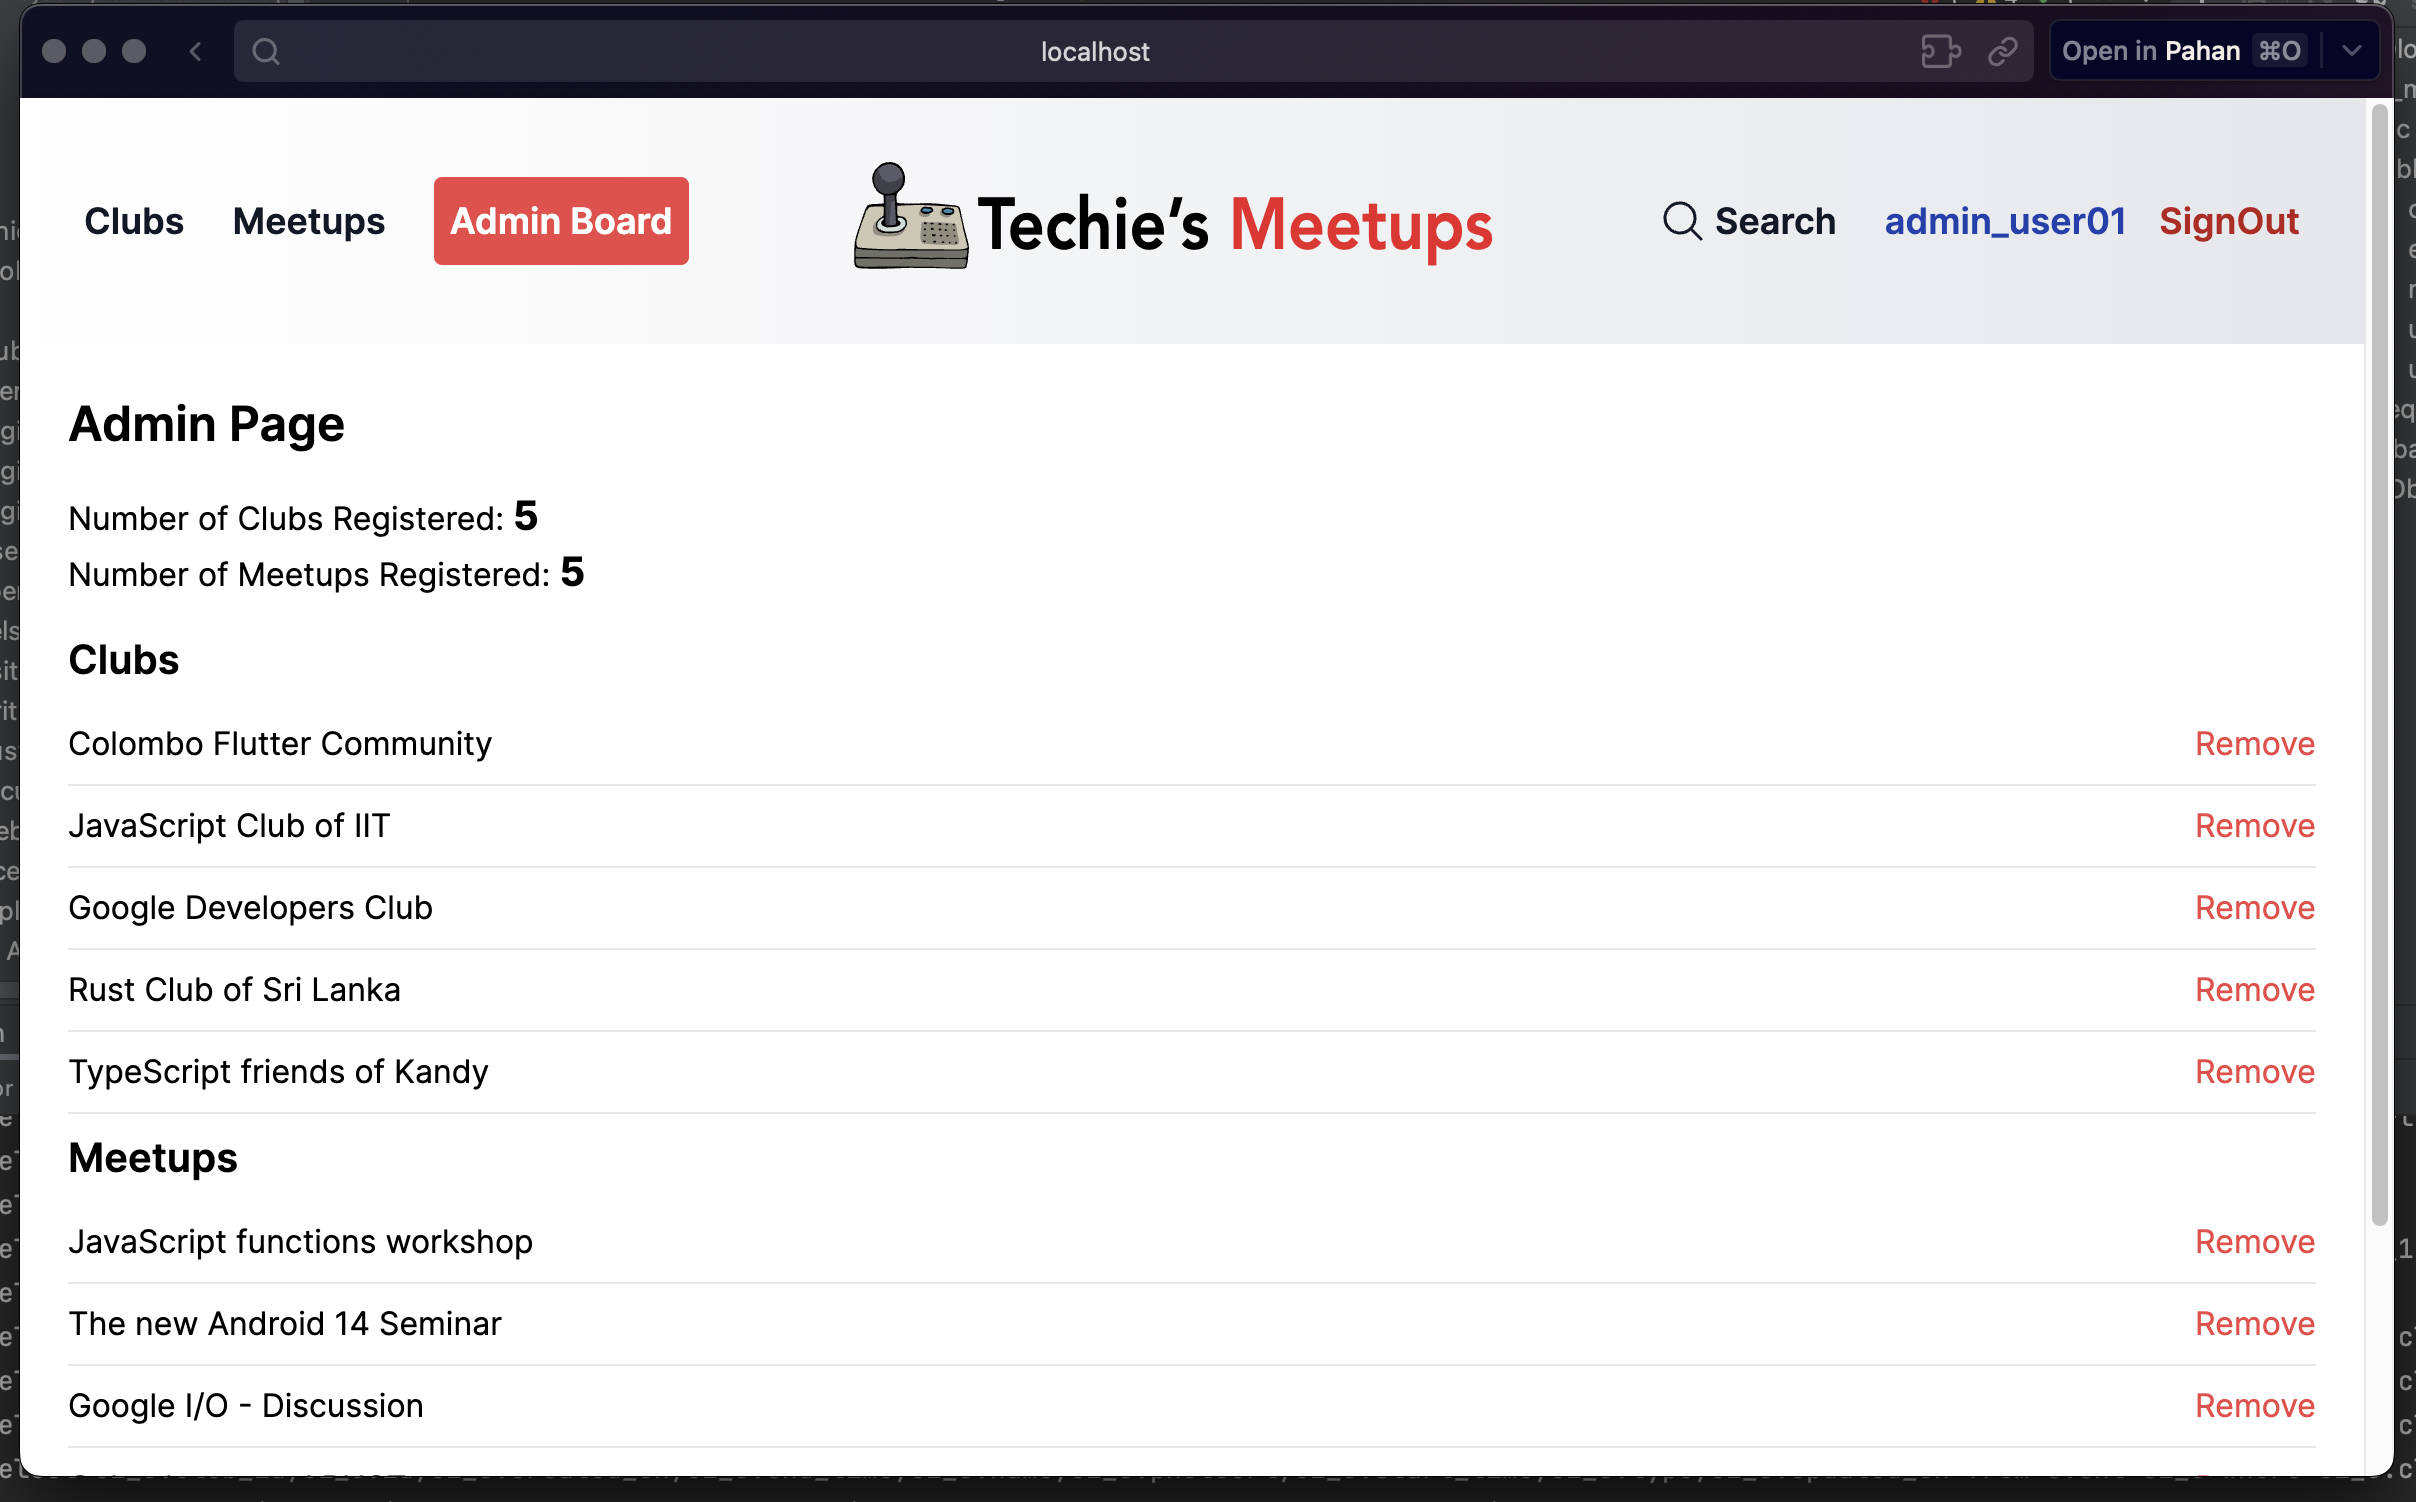 localhost
Open in Pahan ⌘O
Clubs Meetups Admin Board Techie's Meetups Search admin_user01 SignOut
Admin Page
Number of Clubs Registered: 5
Number of Meetups Registered: 5
Clubs
Colombo Flutter Community Remove
JavaScript Club of IIT Remove
Google Developers Club Remove
Rust Club of Sri Lanka Remove
TypeScript friends of Kandy Remove
Meetups
JavaScript functions workshop Remove
The new Android 14 Seminar Remove
Google I/O - Discussion Remove